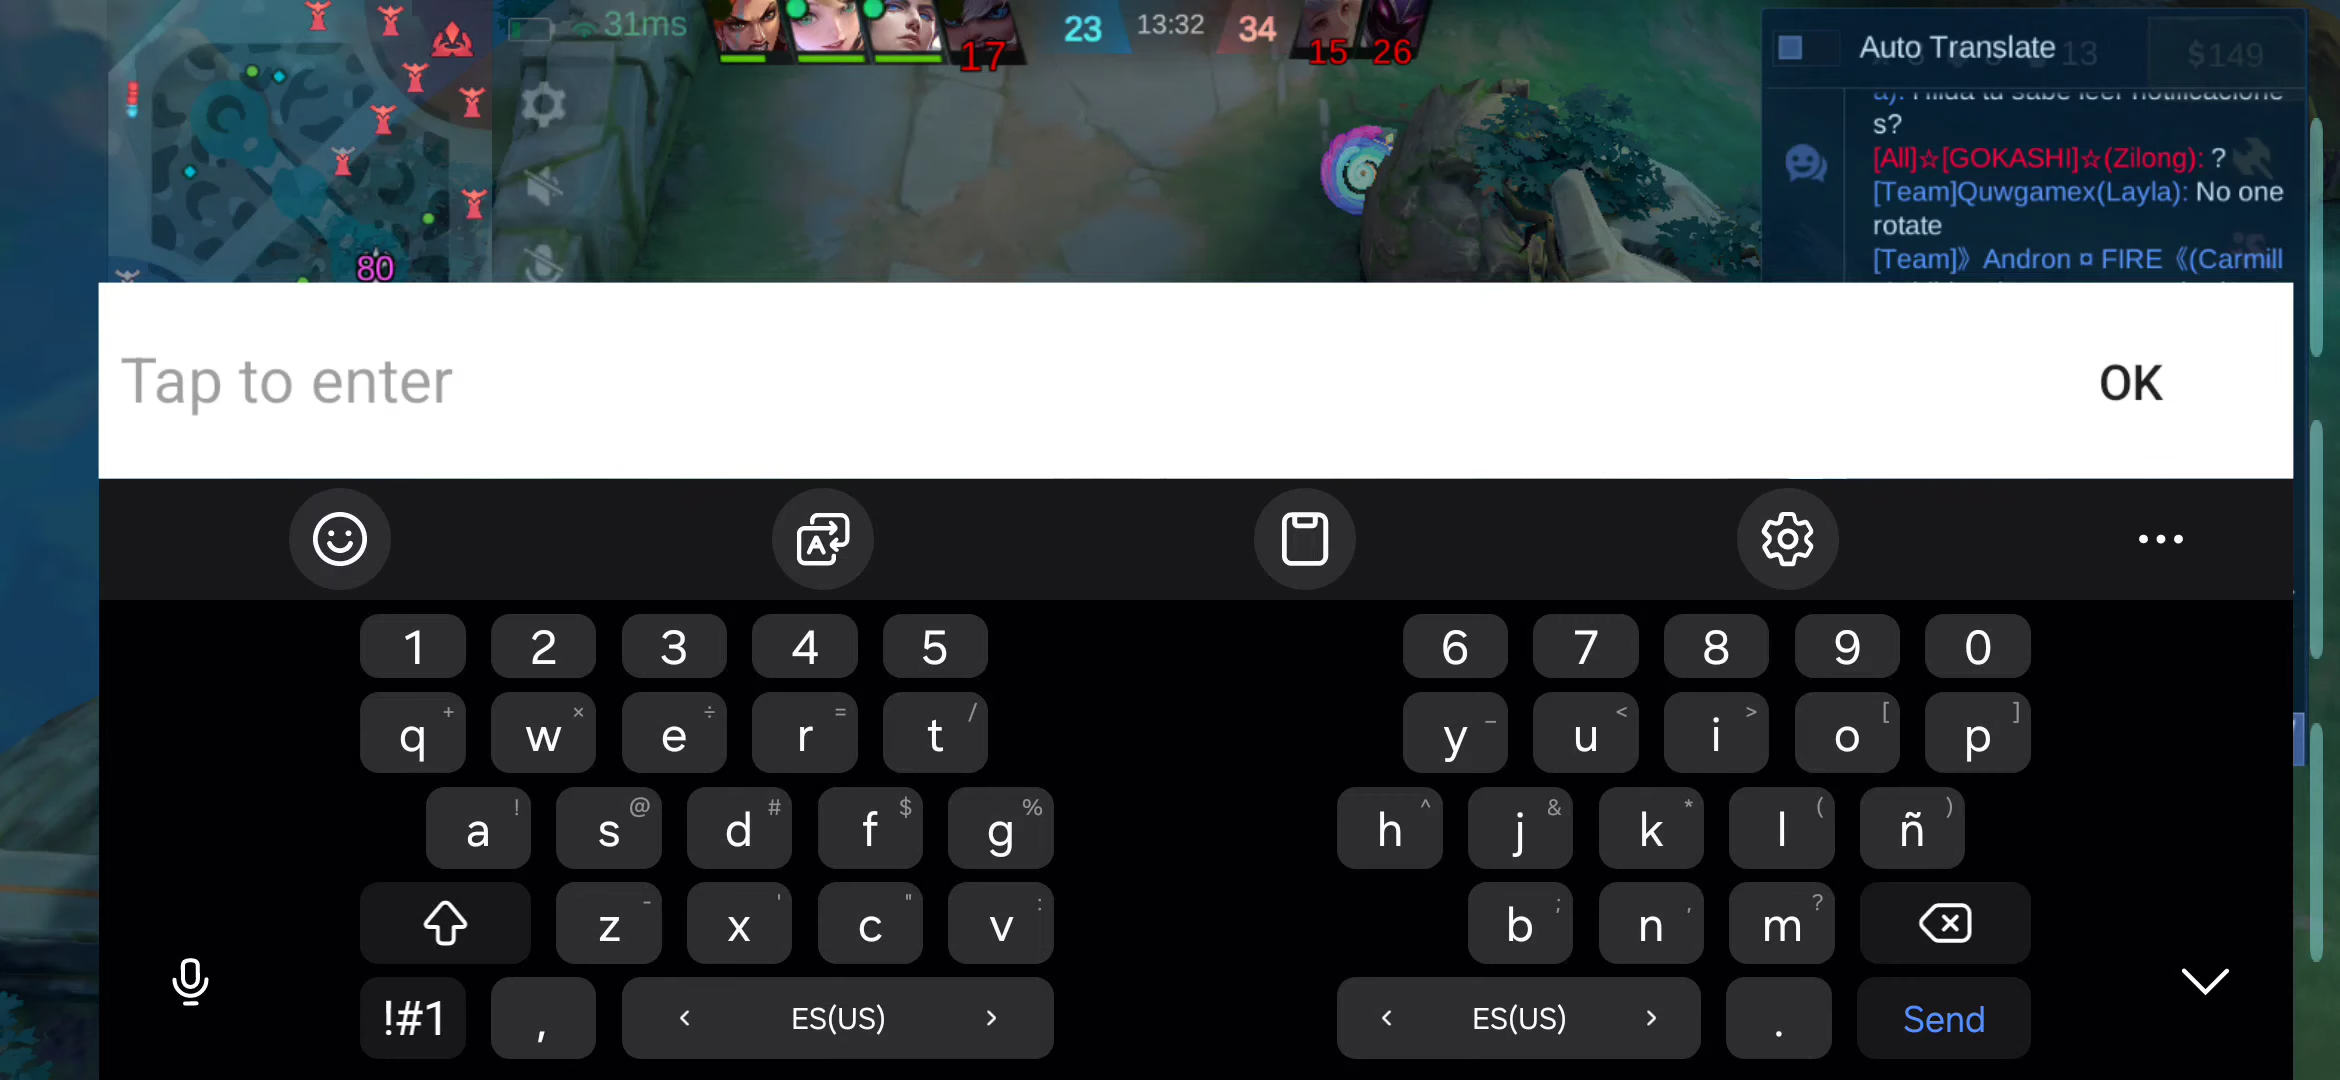 31ms
17
23
13:32
34
15
26
Auto Translate
13
$149
s?
[All]☆[GOKASHI]☆(Zilong): ?
[Team]Quwgamex(Layla): No one
rotate
[Team]》Andron ¤ FIRE《(Carmill
80
Tap to enter
OK
1 2 3 4 5 6 7 8 9 0
q + w × e ÷ r = t / y _ u < i > o [ p ]
a ! s @ d # f $ g % h ^ j & k * l ( ñ )
z - x ' c " v : b ; n , m ?
!#1 , < ES(US) > < ES(US) > . Send